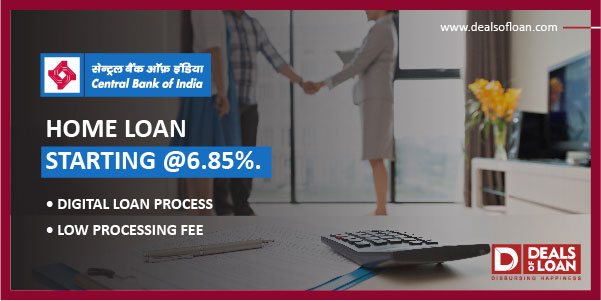 www.dealsofloan.com
सेन्ट्रल बैंक ऑफ़ इंडिया
Central Bank of India
HOME LOAN
STARTING @6.85%.
• DIGITAL LOAN PROCESS
• LOW PROCESSING FEE
D DEALS
OF LOAN
DISBURSING HAPPINESS